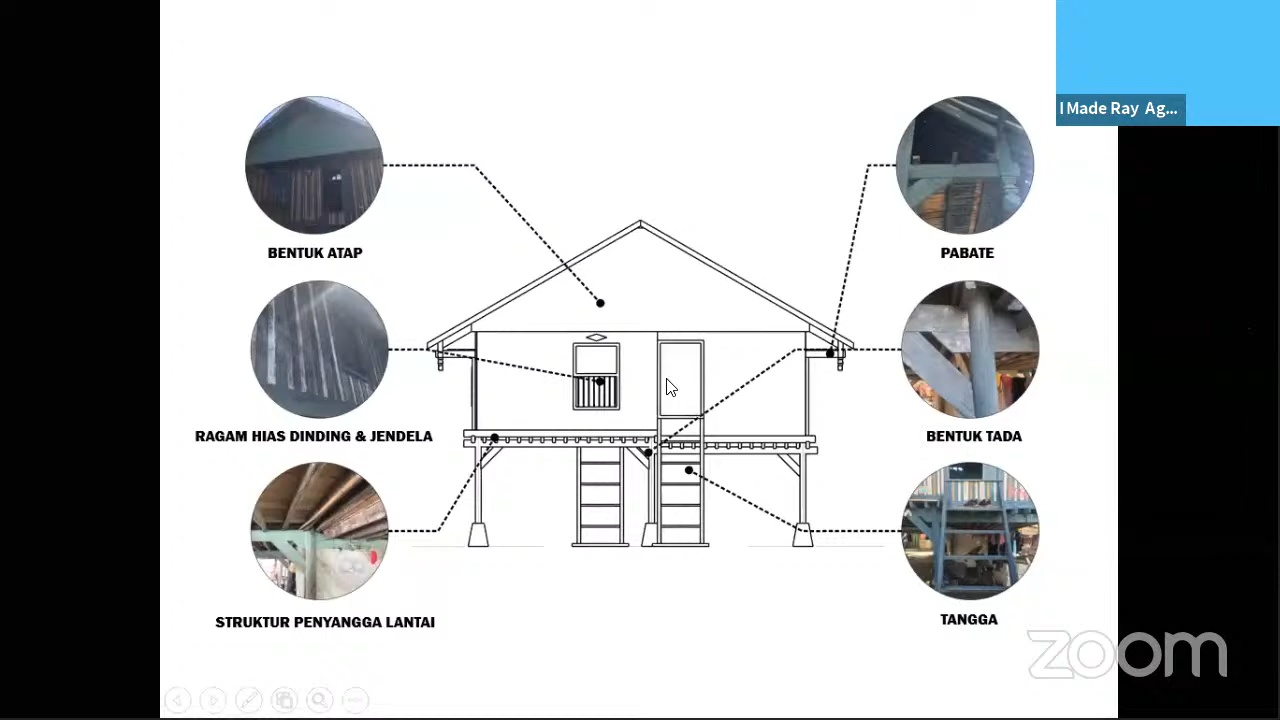 I Made Ray Ag...
BENTUK ATAP
PABATE
RAGAM HIAS DINDING & JENDELA
BENTUK TADA
STRUKTUR PENYANGGA LANTAI
TANGGA
zoom